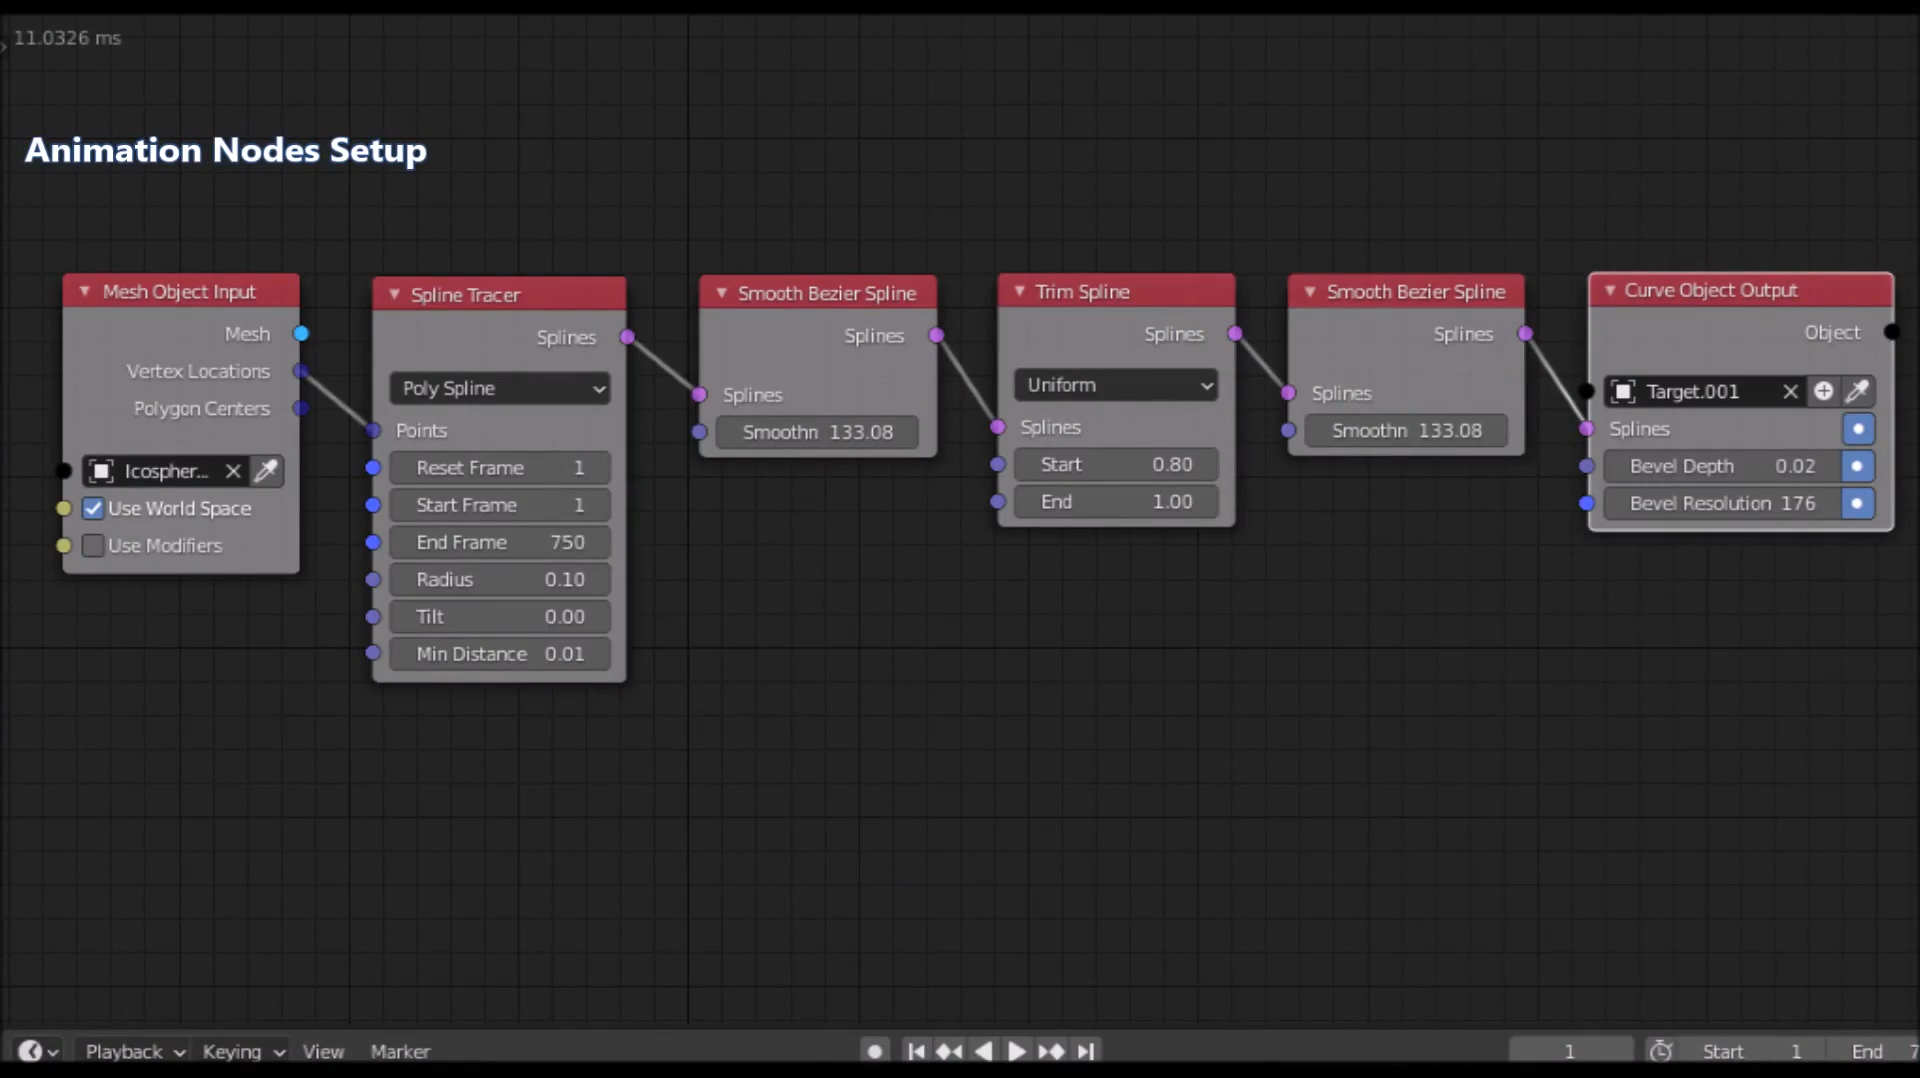 11.0326 ms
Animation Nodes Setup
Mesh Object Input
Mesh
Vertex Locations
Polygon Centers
Icospher...
Use World Space
Use Modifiers
Spline Tracer
Splines
Poly Spline
Points
Reset Frame 1
Start Frame 1
End Frame 750
Radius 0.10
Tilt 0.00
Min Distance 0.01
Smooth Bezier Spline
Splines
Splines
Smoothn 133.08
Trim Spline
Splines
Uniform
Splines
Start 0.80
End 1.00
Smooth Bezier Spline
Splines
Splines
Smoothn 133.08
Curve Object Output
Object
Target.001
Splines
Bevel Depth 0.02
Bevel Resolution 176
Playback Keying View Marker 1 Start 1 End 7